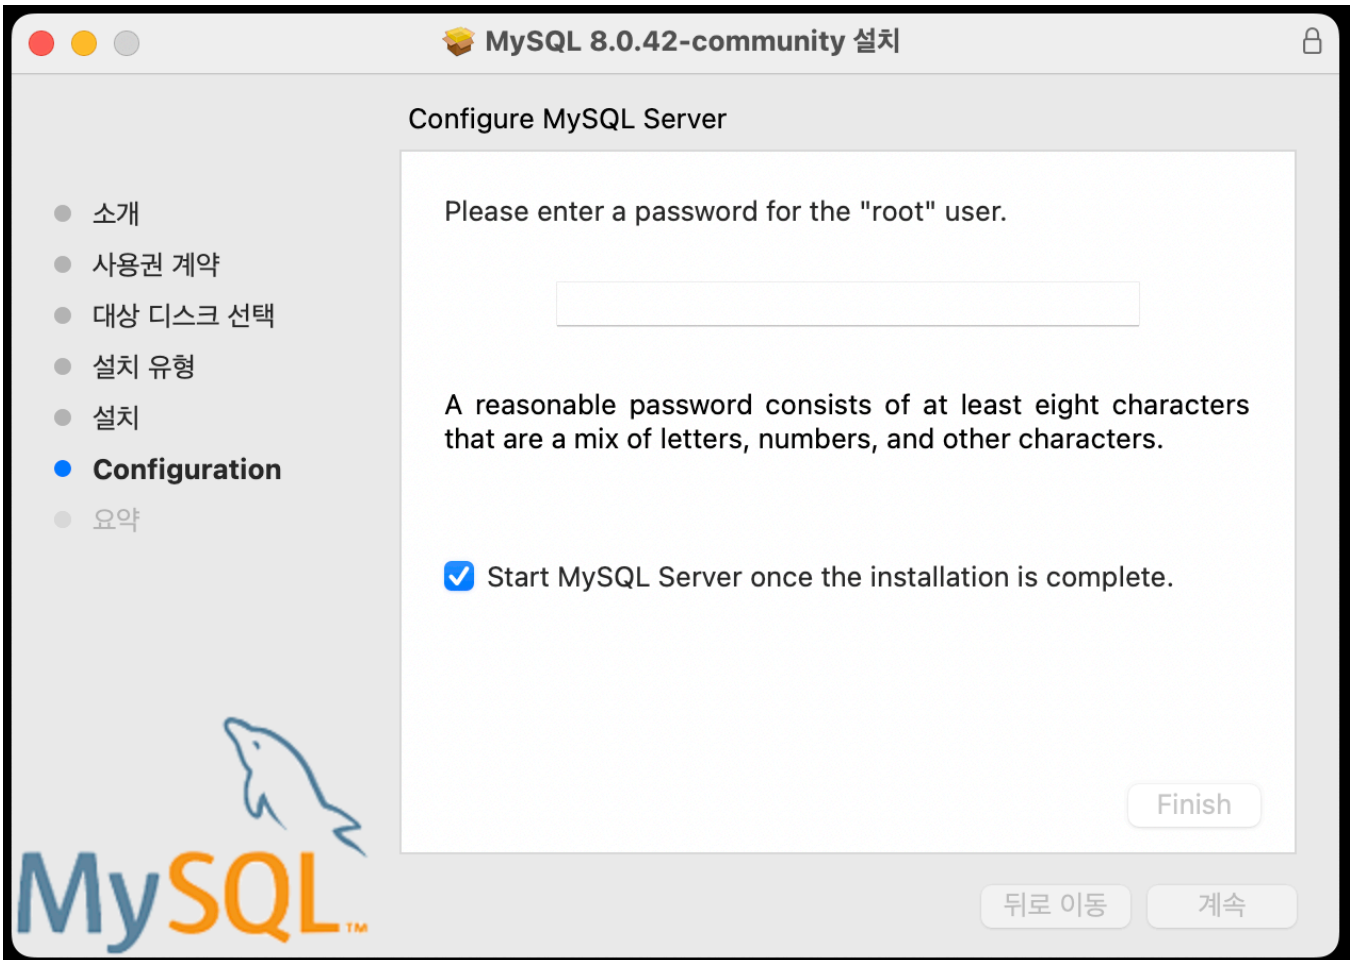 MySQL 8.0.42-community 설치
Configure MySQL Server
소개
사용권 계약
대상 디스크 선택
설치 유형
설치
Configuration
요약
Please enter a password for the "root" user.
A reasonable password consists of at least eight characters
that are a mix of letters, numbers, and other characters.
Start MySQL Server once the installation is complete.
Finish
MySQL™
뒤로 이동
계속